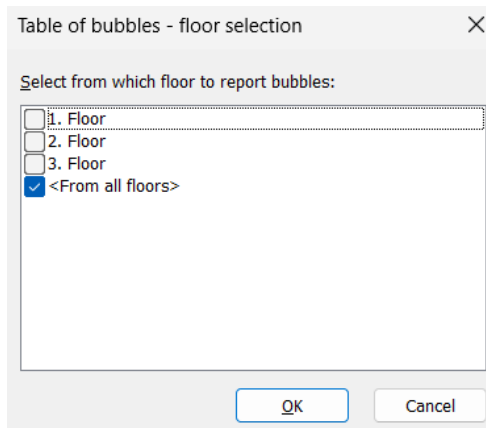 Table of bubbles - floor selection
Select from which floor to report bubbles:
1. Floor
2. Floor
3. Floor
<From all floors>
OK
Cancel